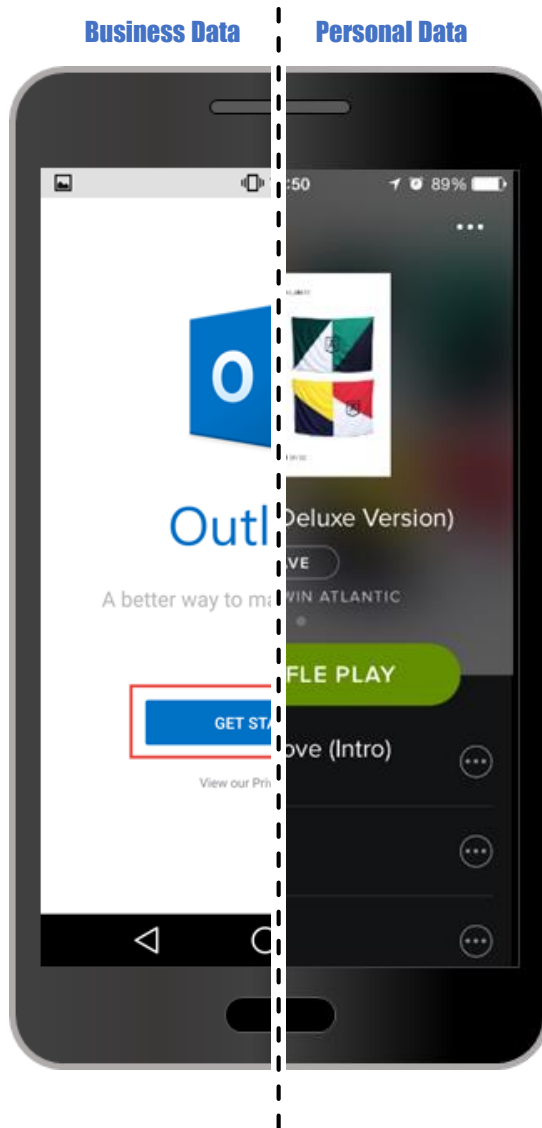 Business Data
Personal Data
:50
89%
O
Outl
Deluxe Version)
VE
A better way to ma
WIN ATLANTIC
FLE PLAY
GET STA
ove (Intro)
View our Priv